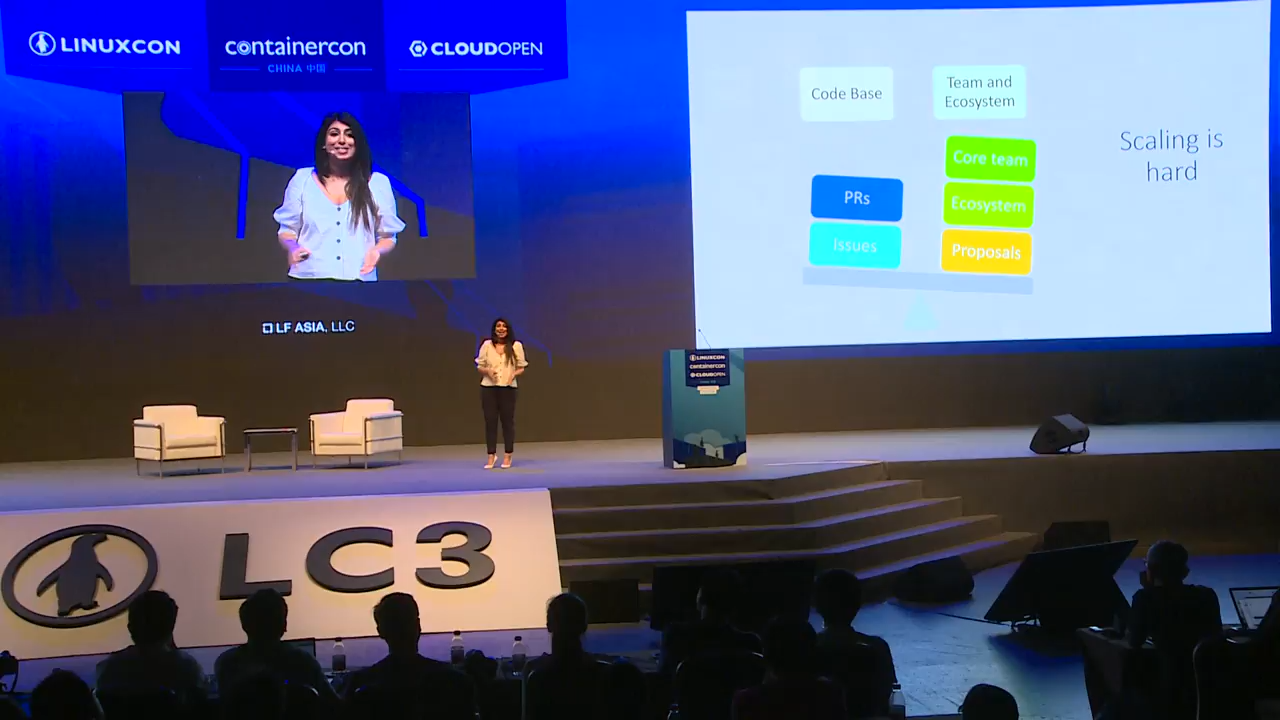 LINUXCON
containercon
CHINA 中国
CLOUDOPEN
LF ASIA, LLC
Code Base
Team and
Ecosystem
Core team
PRs
Ecosystem
Issues
Proposals
Scaling is
hard
LINUXCON
containercon
CLOUDOPEN
LC3